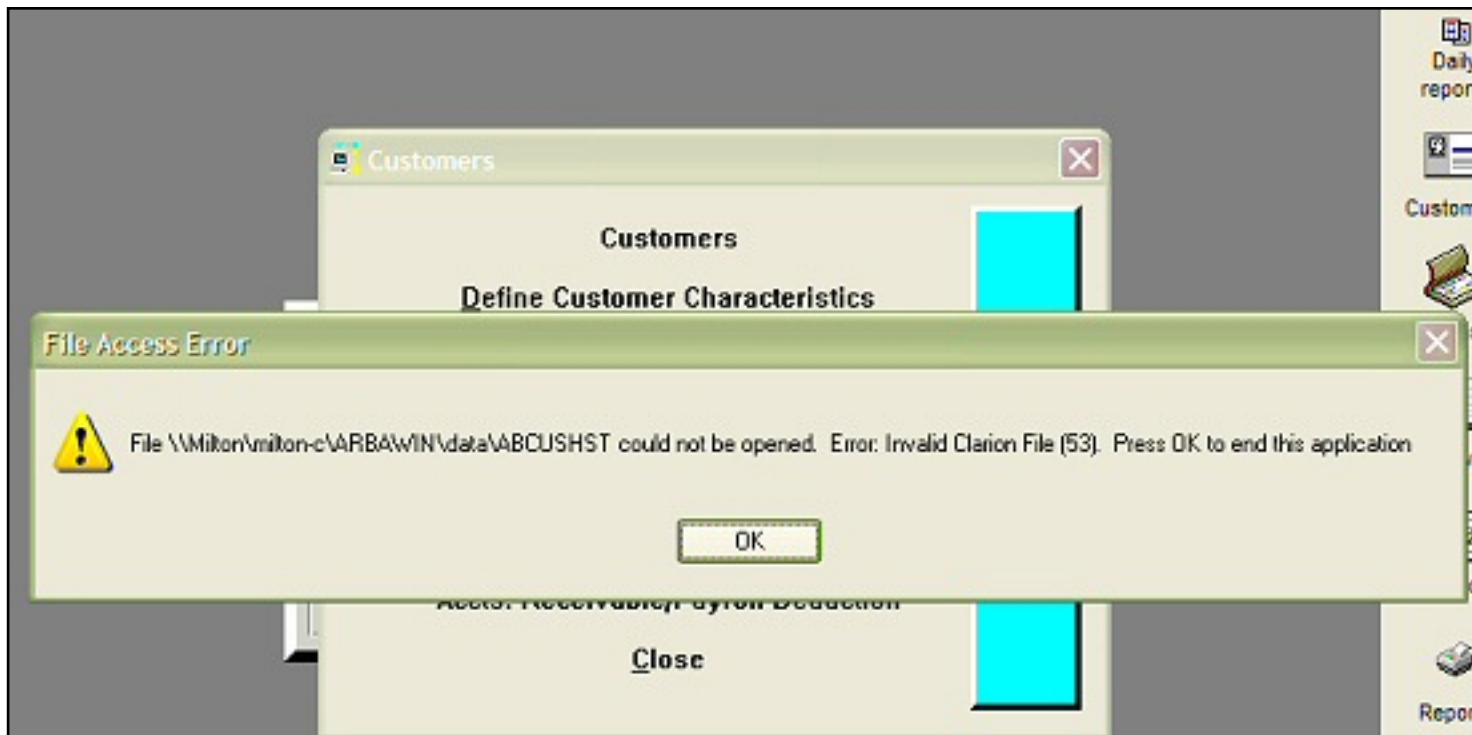 Daily
Customers
Customers
Define Customer Characteristics
File Access Error
File \\Milton\milton-c\ARBAWIN\data\ABCUSHST could not be opened. Error: Invalid Clarion File (53). Press OK to end this application
OK
Close